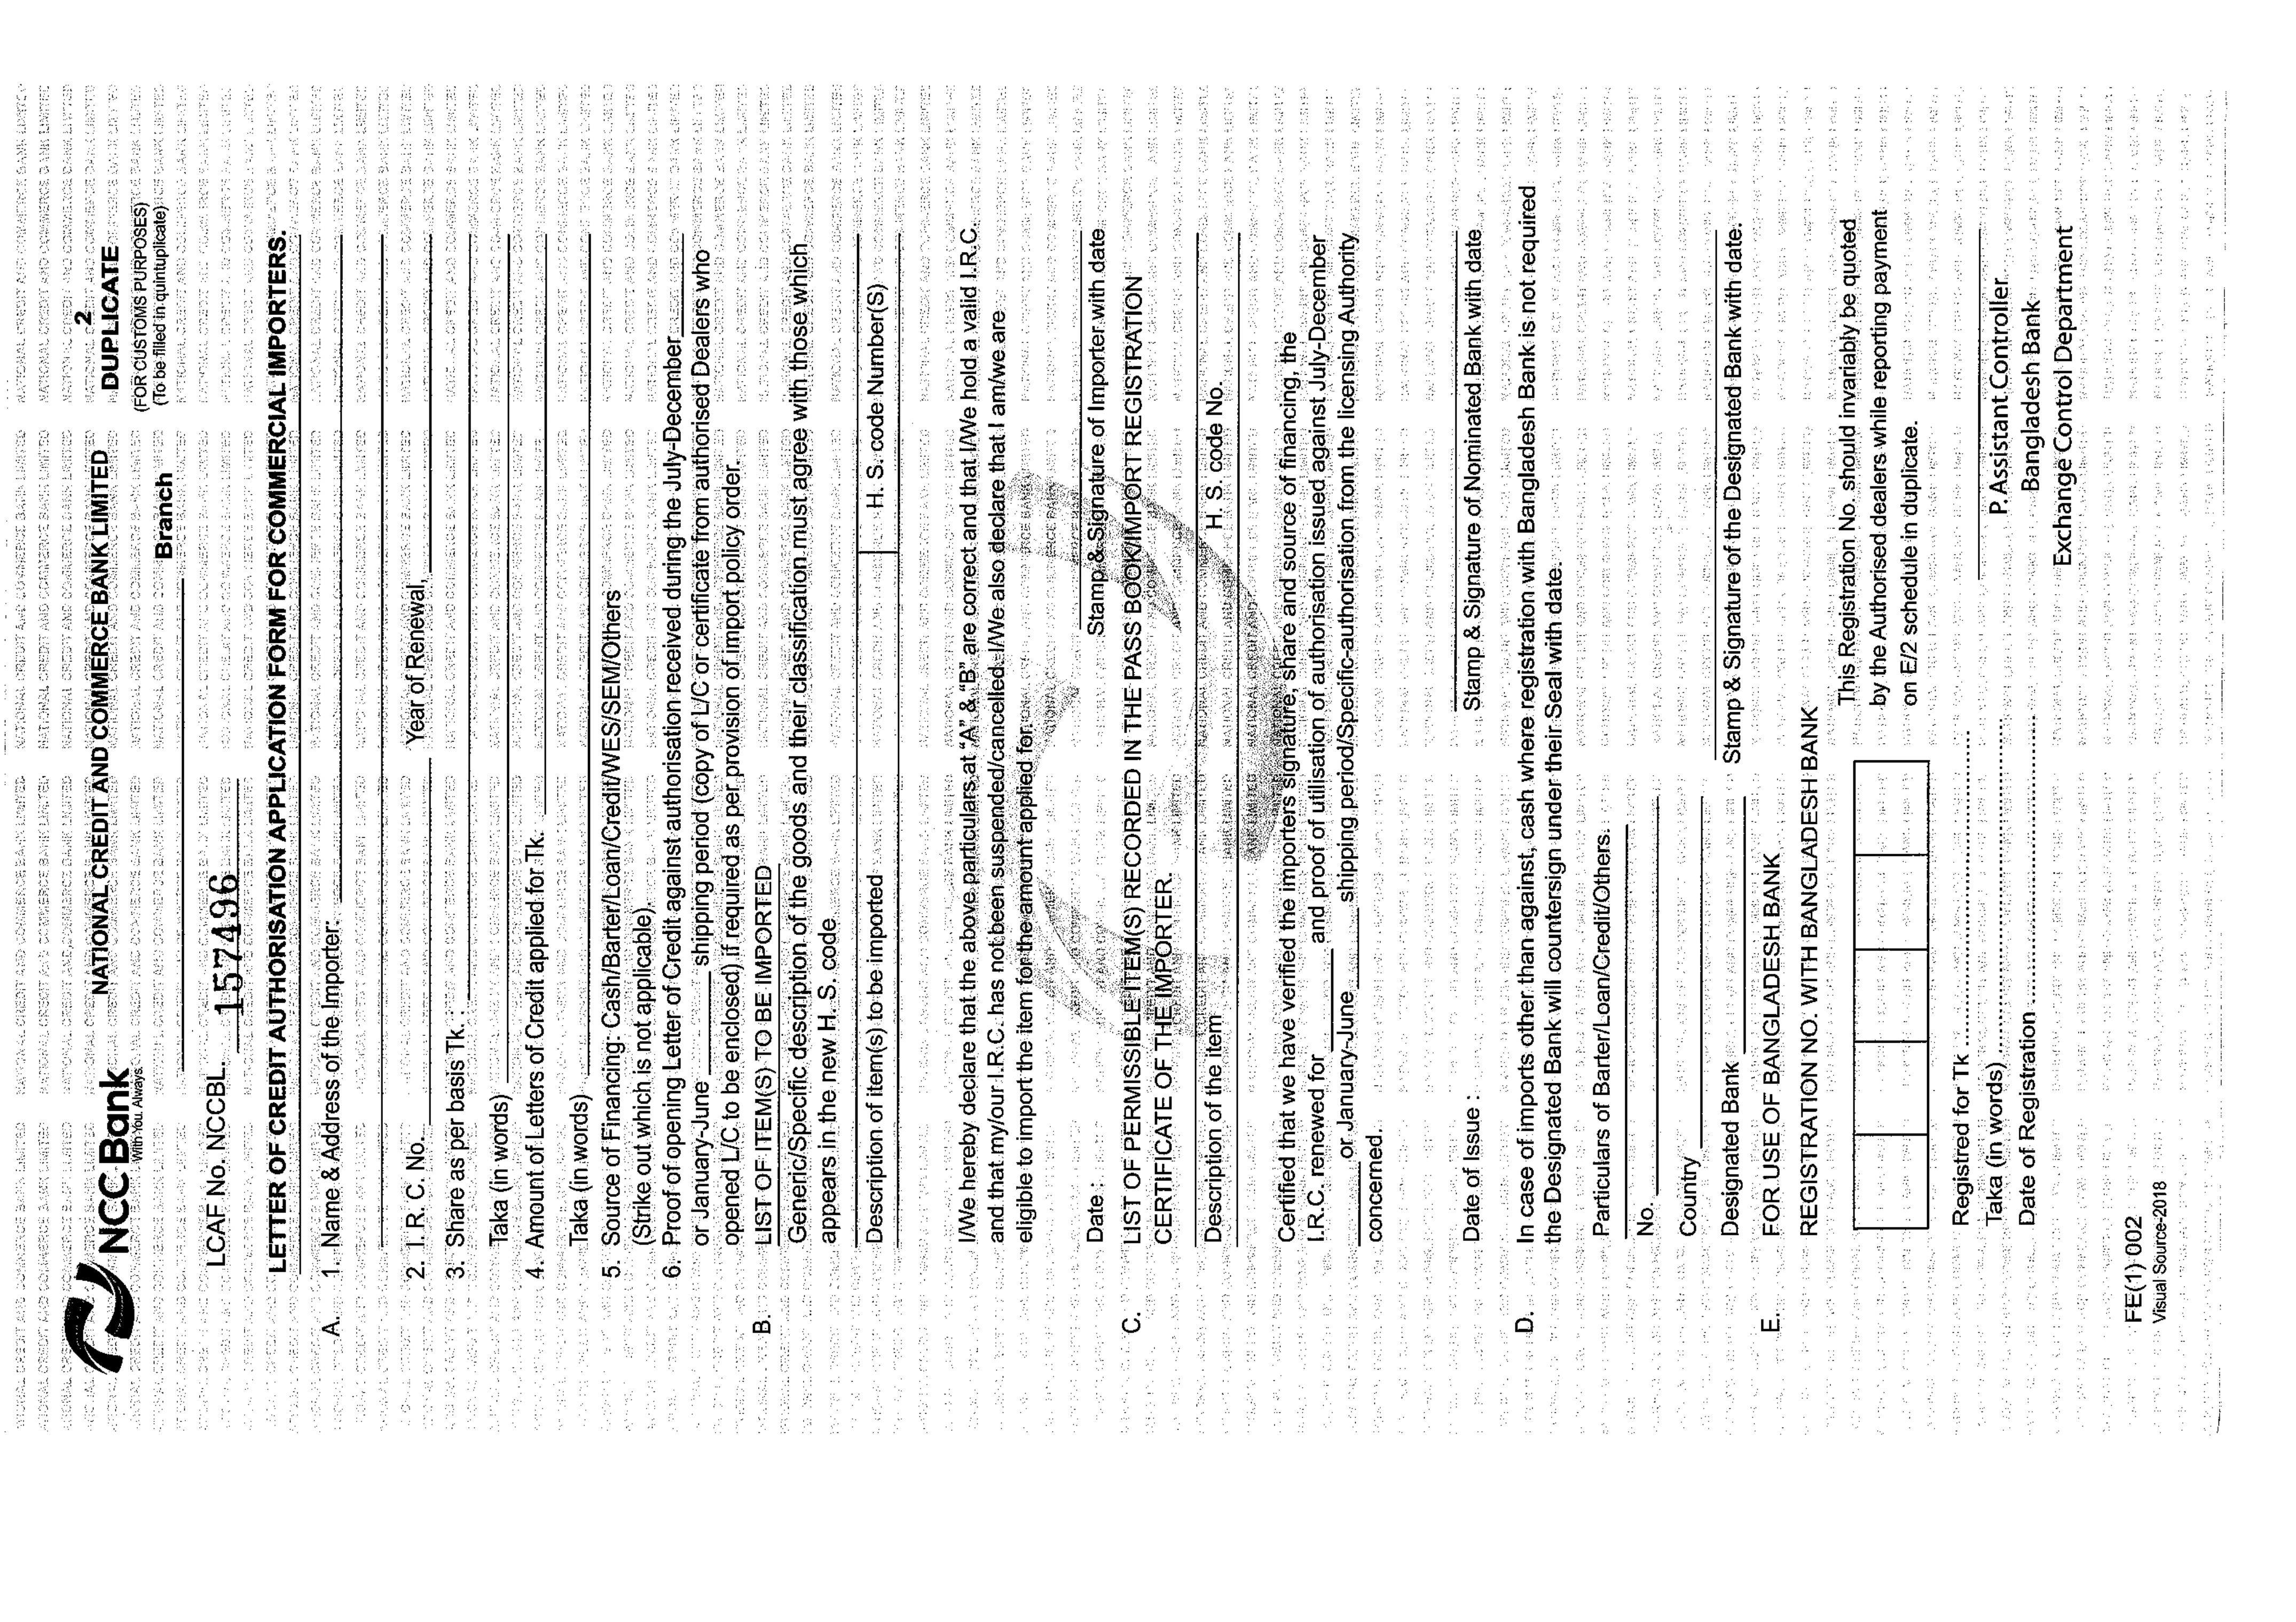 NCC Bank
With You. Always.
NATIONAL CREDIT AND COMMERCE BANK LIMITED
2
DUPLICATE
(FOR CUSTOMS PURPOSES)
(To be filled in quintuplicate)
Branch
LCAF No. NCCBL. 157496
LETTER OF CREDIT AUTHORISATION APPLICATION FORM FOR COMMERCIAL IMPORTERS.
A. 1. Name & Address of the Importer:
2. I. R. C. No. Year of Renewal,
3. Share as per basis Tk. :
Taka (in words)
4. Amount of Letters of Credit applied for Tk.
Taka (in words)
5. Source of Financing: Cash/Barter/Loan/Credit/WES/SEM/Others
(Strike out which is not applicable).
6. Proof of opening Letter of Credit against authorisation received during the July-December
or January-June shipping period (copy of L/C or certificate from authorised Dealers who
opened L/C. to be enclosed) if required as per provision of import policy order.
B. LIST OF ITEM(S) TO BE IMPORTED
Generic/Specific description of the goods and their classification must agree with those which
appears in the new H. S. code
Description of item(s) to be imported H. S. code Number(S)
I/We hereby declare that the above particulars at "A" & "B" are correct and that I/We hold a valid I.R.C.
and that my/our I.R.C. has not been suspended/cancelled. I/We also declare that I am/we are
eligible to import the item for the amount applied for.
Date :
Stamp & Signature of Importer with date
C. LIST OF PERMISSIBLE ITEM(S) RECORDED IN THE PASS BOOK/IMPORT REGISTRATION
CERTIFICATE OF THE IMPORTER.
Description of the item H. S. code No.
Certified that we have verified the importers signature, share and source of financing, the
I.R.C. renewed for and proof of utilisation of authorisation issued against July-December
or January-June shipping period/Specific-authorisation from the licensing Authority
concerned.
Date of Issue : Stamp & Signature of Nominated Bank with date
D. In case of imports other than against, cash where registration with Bangladesh Bank is not required
the Designated Bank will countersign under their Seal with date.
Particulars of Barter/Loan/Credit/Others.
No.
Country
Designated Bank Stamp & Signature of the Designated Bank with date.
E. FOR USE OF BANGLADESH BANK
REGISTRATION NO. WITH BANGLADESH BANK
This Registration No. should invariably be quoted
by the Authorised dealers while reporting payment
on E/2 schedule in duplicate.
Registered for Tk
Taka (in words)
Date of Registration
P. Assistant Controller
Bangladesh Bank
Exchange Control Department
FE(1) 002
Visual Source-2018